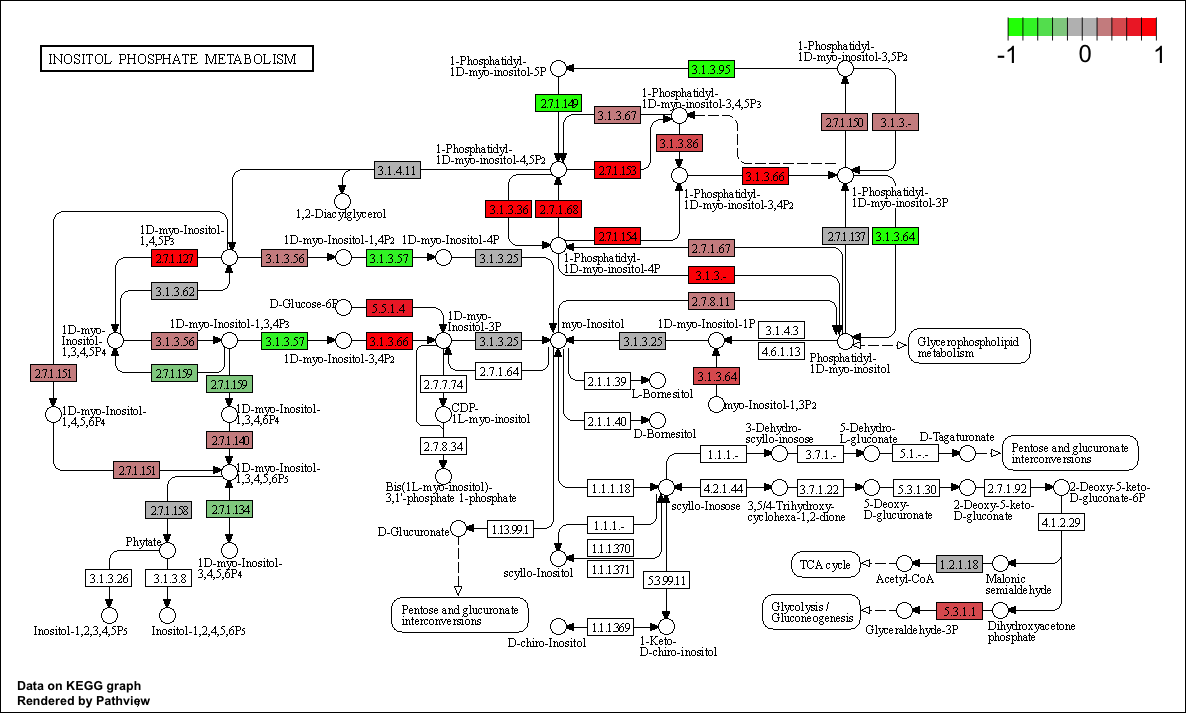 INOSITOL PHOSPHATE METABOLISM
-1 0 1
1-Phosphatidyl-
1D-myo-inositol-5P
3.1.3.95
1-Phosphatidyl-
1D-myo-inositol-3,5P2
2.7.1.149
1-Phosphatidyl-
1D-myo-inositol-3,4,5P3
3.1.3.67
2.7.1.150
3.1.3.-
3.1.3.86
1-Phosphatidyl-
1D-myo-inositol-4,5P2
3.1.4.11
2.7.1.153
3.1.3.66
1,2-Diacylglycerol
1-Phosphatidyl-
1D-myo-inositol-3,4P2
1-Phosphatidyl-
1D-myo-inositol-3P
3.1.3.36
2.7.1.68
2.7.1.154
2.7.1.137
3.1.3.64
1D-myo-Inositol-
1,4,5P3
1D-myo-Inositol-1,4P2
1D-myo-Inositol-4P
2.7.1.67
2.7.1.127
3.1.3.56
3.1.3.57
3.1.3.25
1-Phosphatidyl-
1D-myo-inositol-4P
3.1.3.-
3.1.3.62
D-Glucose-6P
5.5.1.4
2.7.8.11
1D-myo-
Inositol-
1,3,4,5P4
1D-myo-Inositol-1,3,4P3
1D-myo-
Inositol-3P
myo-Inositol
1D-myo-Inositol-1P
3.1.4.3
3.1.3.56
3.1.3.57
3.1.3.66
3.1.3.25
3.1.3.25
4.6.1.13
Glycerophospholipid
metabolism
1D-myo-Inositol-3,4P2
Phosphatidyl-
1D-myo-inositol
2.7.1.151
2.7.1.159
2.7.1.159
2.7.1.64
2.7.7.74
2.1.1.39
L-Bornesitol
3.1.3.64
myo-Inositol-1,3P2
1D-myo-Inositol-
1,4,5,6P4
1D-myo-Inositol-
1,3,4,6P4
CDP-
1L-myo-inositol
2.1.1.40
D-Bornesitol
2.7.1.140
2.7.8.34
3-Dehydro-
scyllo-inosose
5-Dehydro-
L-gluconate
D-Tagaturonate
1.1.1.-
3.7.1.-
5.1.-.-
Pentose and glucuronate
interconversions
2.7.1.151
1D-myo-Inositol-
1,3,4,5,6P5
Bis(1L-myo-inositol)-
3,1'-phosphate 1-phosphate
1.1.1.18
scyllo-Inosose
4.2.1.44
3,5/4-Trihydroxy-
cyclohexa-1,2-dione
3.7.1.22
5-Deoxy-
D-glucuronate
5.3.1.30
2-Deoxy-5-keto-
D-gluconate
2.7.1.92
2-Deoxy-5-keto-
D-gluconate-6P
2.7.1.158
2.7.1.134
D-Glucuronate
1.13.99.1
1.1.1.-
4.1.2.29
Phytate
1D-myo-Inositol-
3,4,5,6P4
1.1.1.370
1.1.1.371
scyllo-Inositol
TCA cycle
1.2.1.18
Acetyl-CoA
Malonic
semialdehyde
3.1.3.26
3.1.3.8
5.3.99.11
Pentose and glucuronate
interconversions
Glycolysis /
Gluconeogenesis
5.3.1.1
Glyceraldehyde-3P
Dihydroxyacetone
phosphate
Inositol-1,2,3,4,5P5
Inositol-1,2,4,5,6P5
D-chiro-Inositol
1.1.1.369
1-Keto-
D-chiro-inositol
Data on KEGG graph
Rendered by Pathview